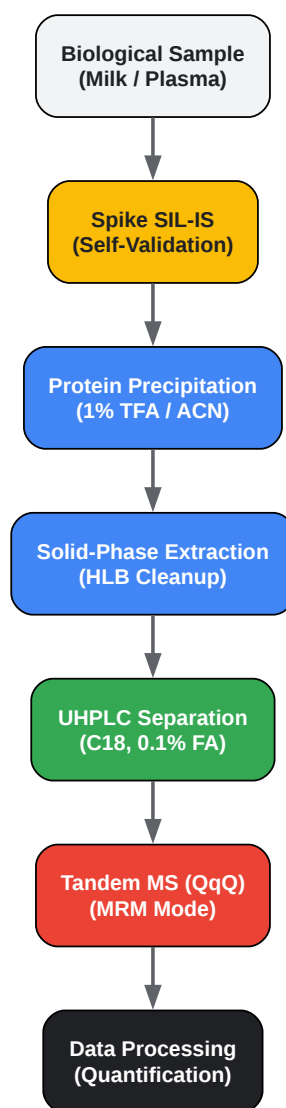 Biological Sample
(Milk / Plasma)
Spike SIL-IS
(Self-Validation)
Protein Precipitation
(1% TFA / ACN)
Solid-Phase Extraction
(HLB Cleanup)
UHPLC Separation
(C18, 0.1% FA)
Tandem MS (QqQ)
(MRM Mode)
Data Processing
(Quantification)